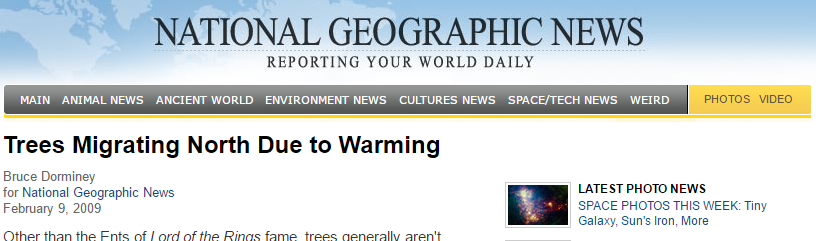 NATIONAL GEOGRAPHIC NEWS
REPORTING YOUR WORLD DAILY
MAIN ANIMAL NEWS ANCIENT WORLD ENVIRONMENT NEWS CULTURES NEWS SPACE/TECH NEWS WEIRD PHOTOS VIDEO
Trees Migrating North Due to Warming
Bruce Dorminey
for National Geographic News
February 9, 2009
Other than the Ents of Lord of the Rings fame, trees generally aren't
LATEST PHOTO NEWS
SPACE PHOTOS THIS WEEK: Tiny
Galaxy, Sun's Iron, More